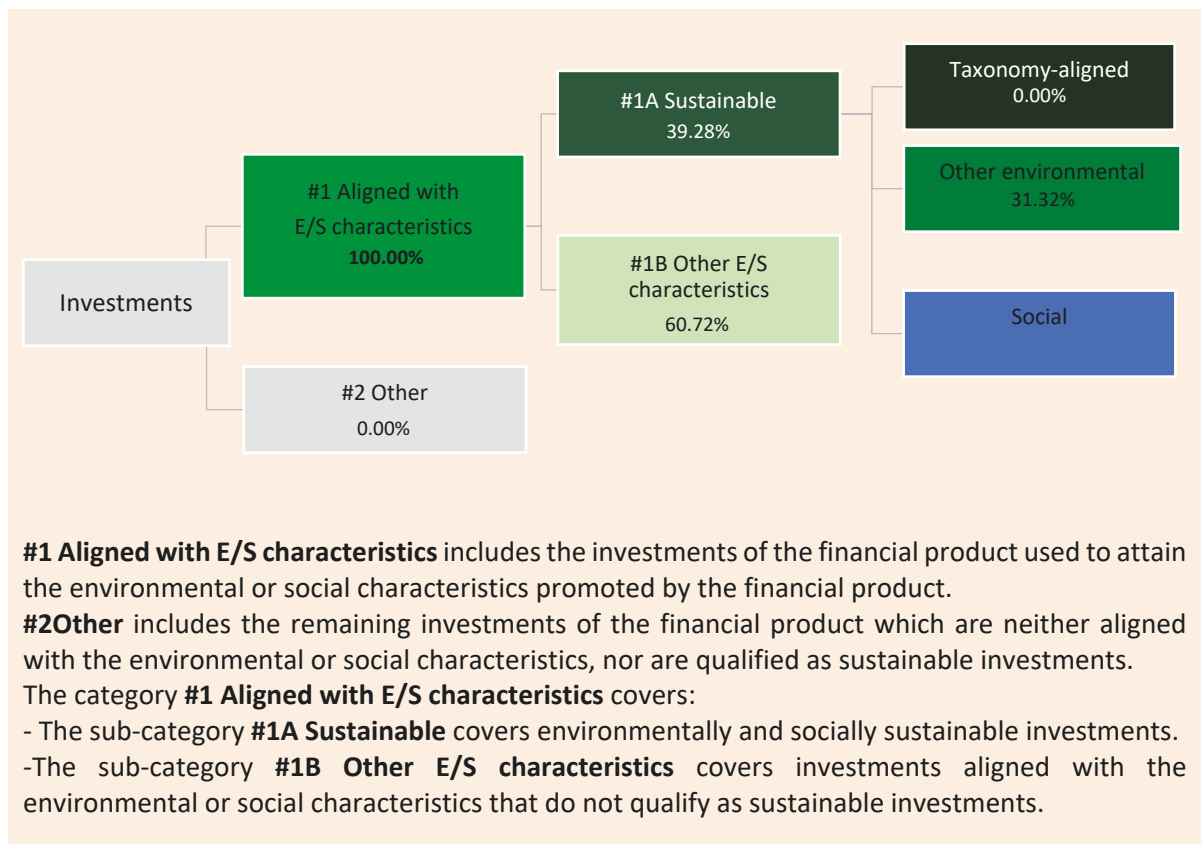 Investments
#1 Aligned with
E/S characteristics
100.00%
#2 Other
0.00%
#1A Sustainable
39.28%
#1B Other E/S
characteristics
60.72%
Taxonomy-aligned
0.00%
Other environmental
31.32%
Social
#1 Aligned with E/S characteristics includes the investments of the financial product used to attain
the environmental or social characteristics promoted by the financial product.
#2Other includes the remaining investments of the financial product which are neither aligned
with the environmental or social characteristics, nor are qualified as sustainable investments.
The category #1 Aligned with E/S characteristics covers:
- The sub-category #1A Sustainable covers environmentally and socially sustainable investments.
-The sub-category #1B Other E/S characteristics covers investments aligned with the
environmental or social characteristics that do not qualify as sustainable investments.